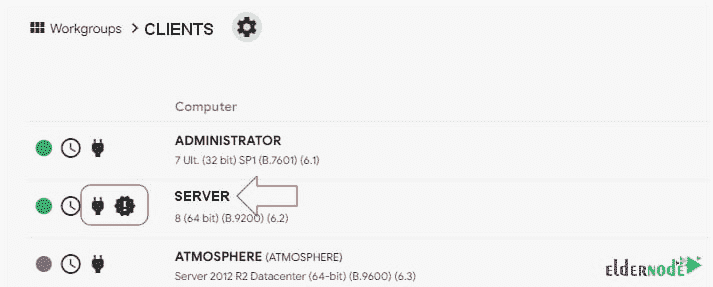 Workgroups > CLIENTS
Computer
ADMINISTRATOR
7 Ult. (32 bit) SP1 (B.7601) (6.1)
SERVER
8 (64 bit) (B.9200) (6.2)
ATMOSPHERE (ATMOSPHERE)
Server 2012 R2 Datacenter (64-bit) (B.9600) (6.3)
elderNode